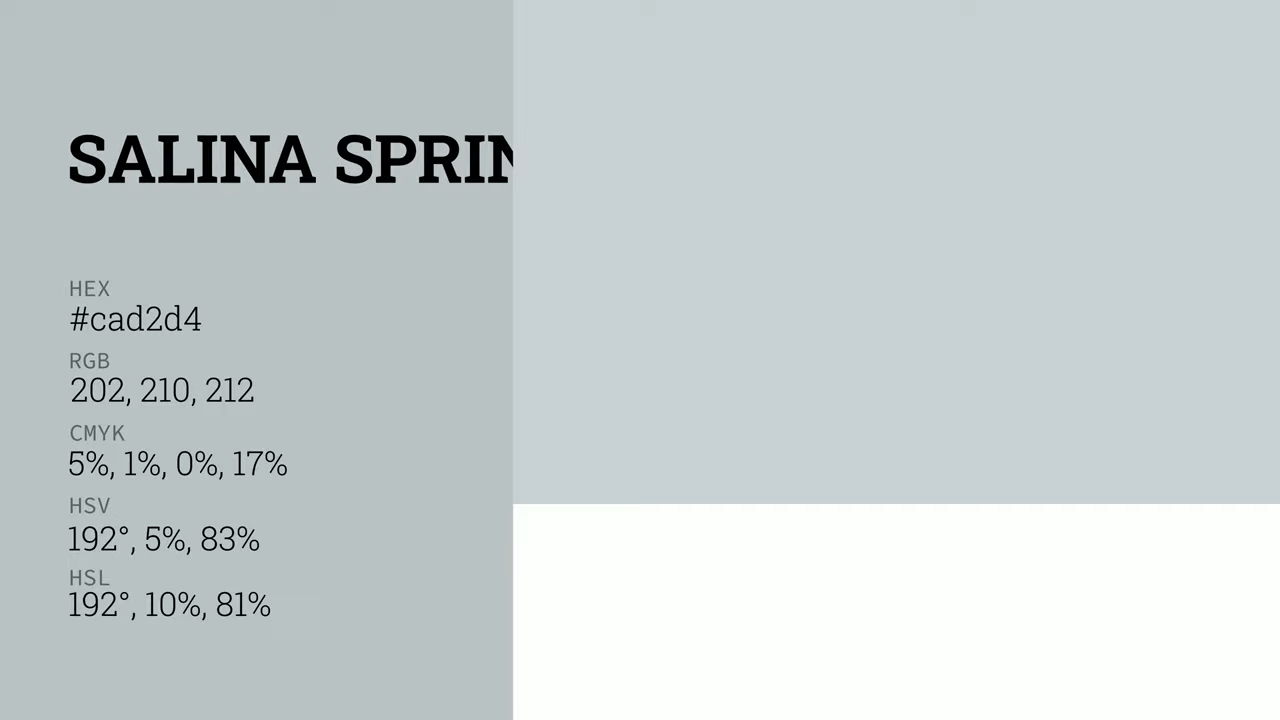 SALINA SPRIN
HEX
#cad2d4
RGB
202, 210, 212
CMYK
5%, 1%, 0%, 17%
HSV
192°, 5%, 83%
HSL
192°, 10%, 81%